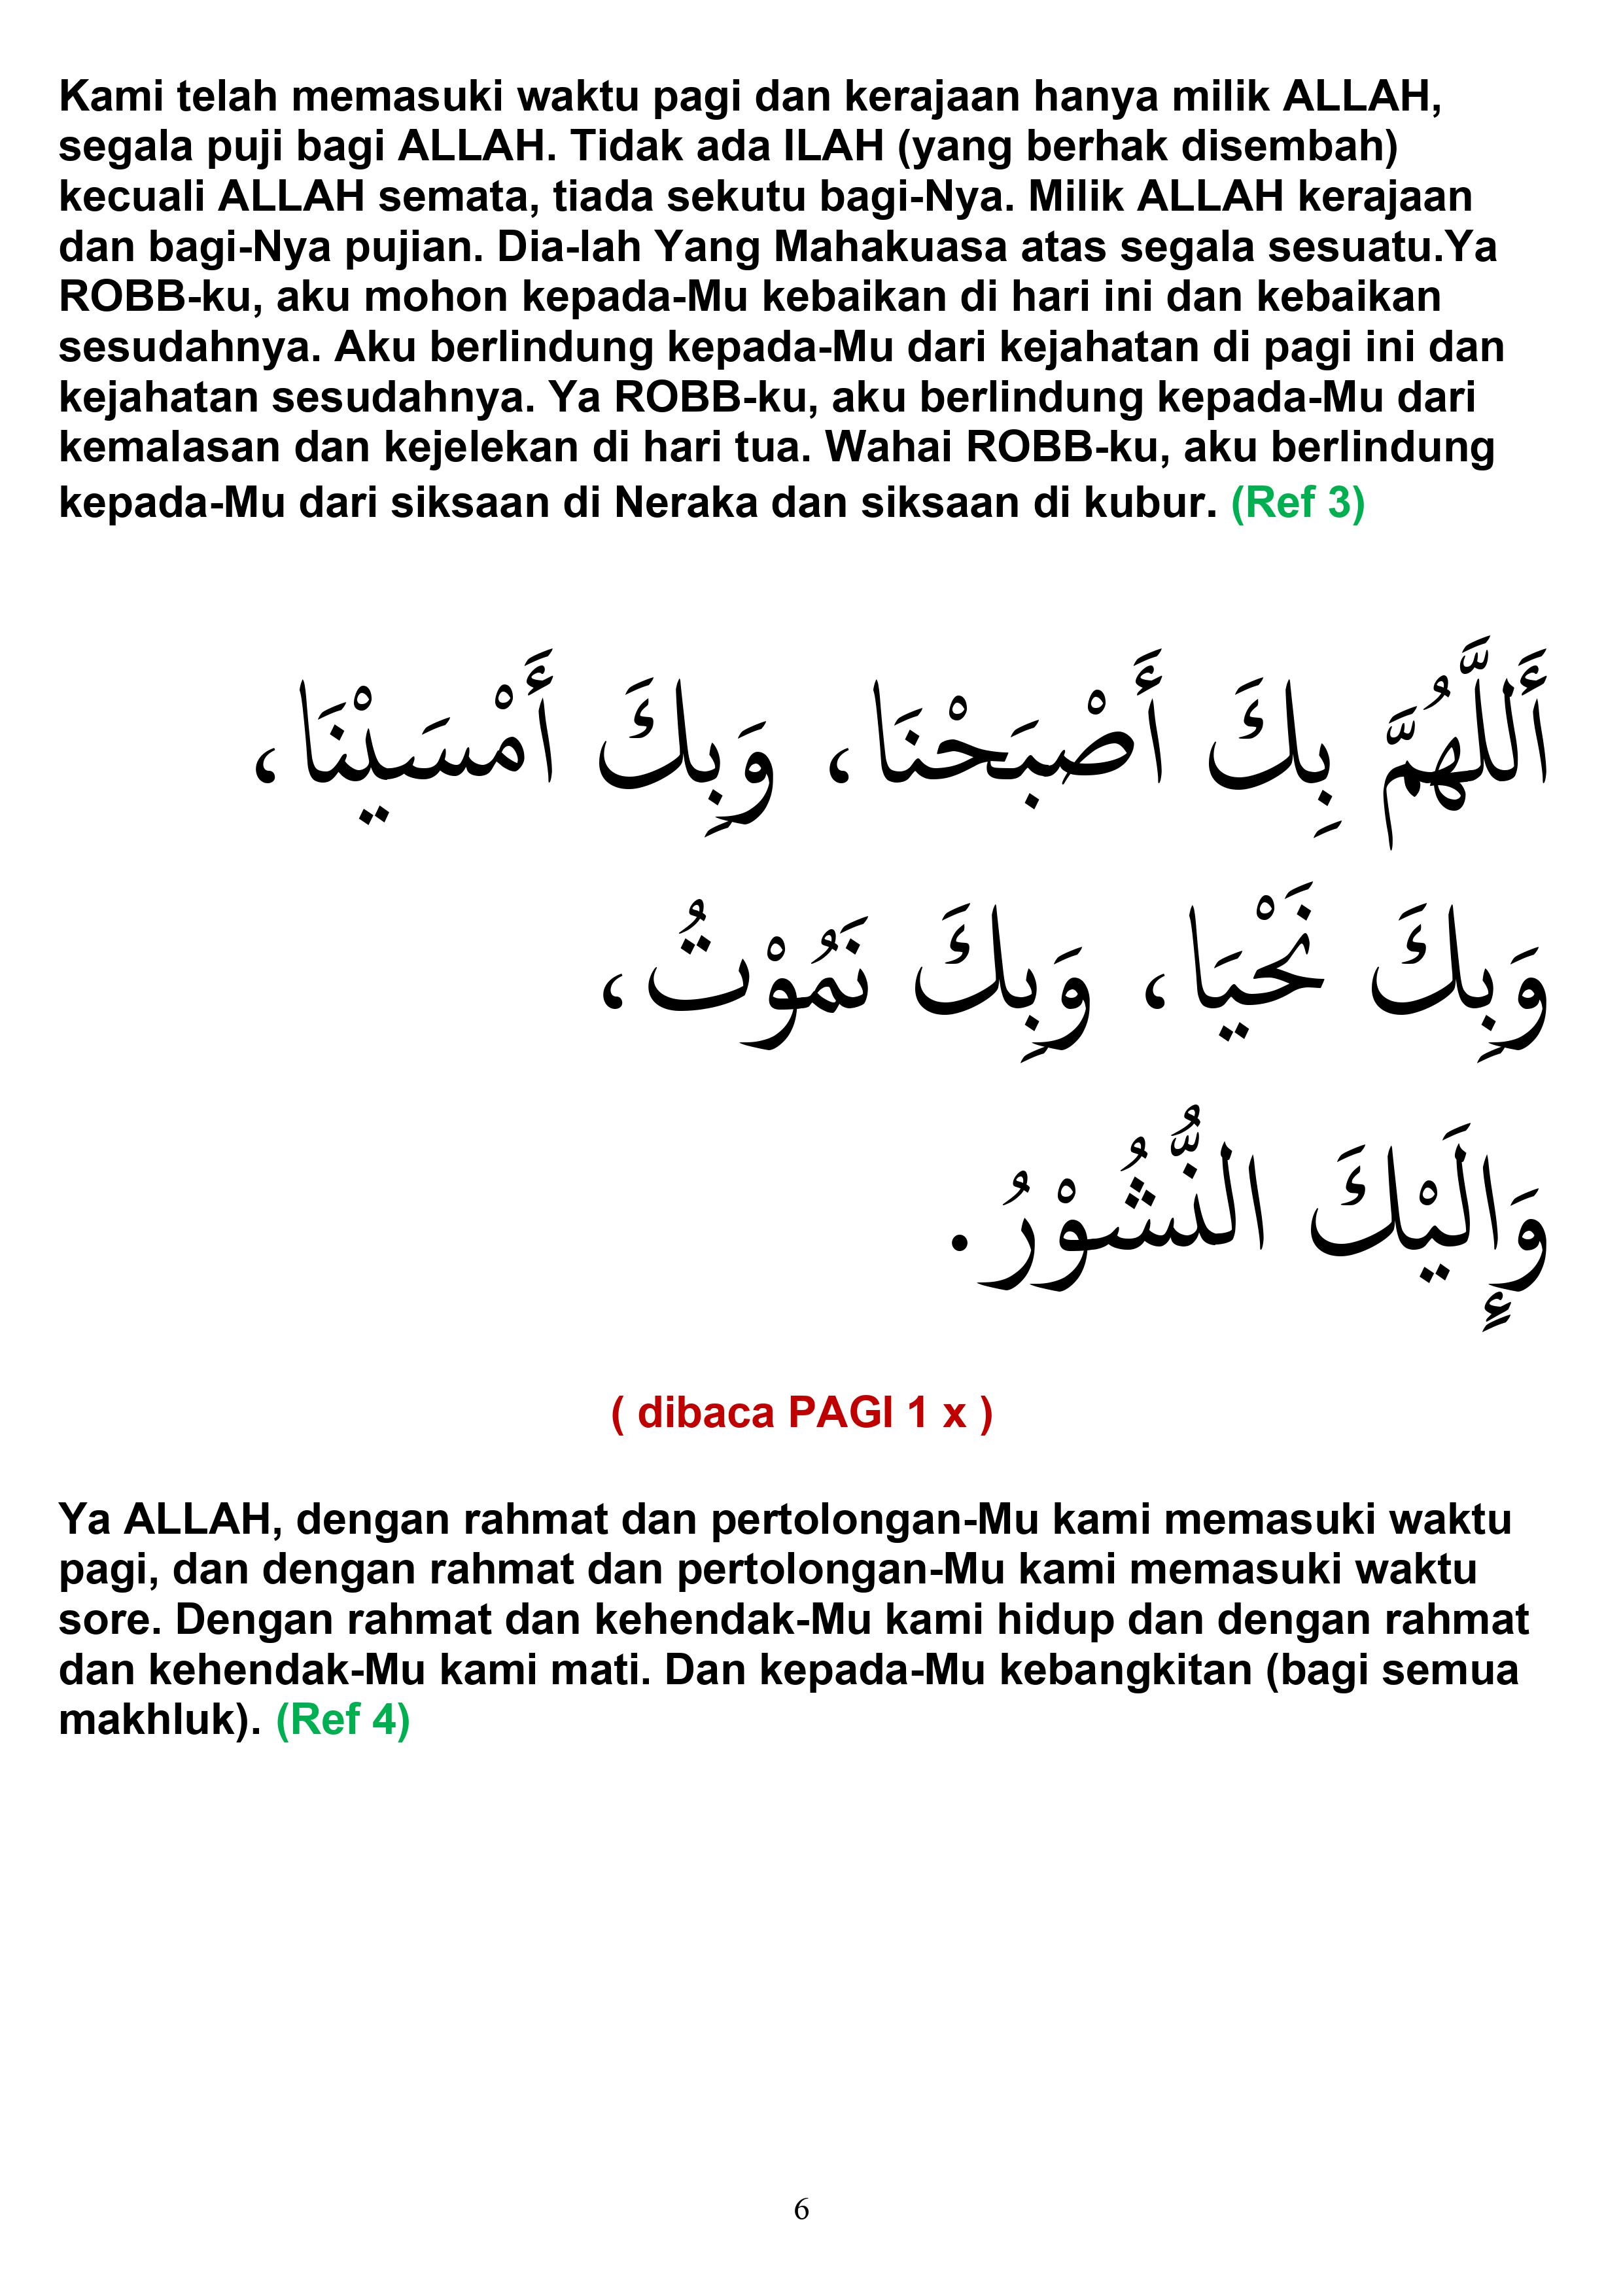 Kami telah memasuki waktu pagi dan kerajaan hanya milik ALLAH,
segala puji bagi ALLAH. Tidak ada ILAH (yang berhak disembah)
kecuali ALLAH semata, tiada sekutu bagi-Nya. Milik ALLAH kerajaan
dan bagi-Nya pujian. Dia-lah Yang Mahakuasa atas segala sesuatu.Ya
ROBB-ku, aku mohon kepada-Mu kebaikan di hari ini dan kebaikan
sesudahnya. Aku berlindung kepada-Mu dari kejahatan di pagi ini dan
kejahatan sesudahnya. Ya ROBB-ku, aku berlindung kepada-Mu dari
kemalasan dan kejelekan di hari tua. Wahai ROBB-ku, aku berlindung
kepada-Mu dari siksaan di Neraka dan siksaan di kubur. (Ref 3)
أَللَّهُمَّ بِكَ أَصْبَحْنَا، وَبِكَ أَمْسَيْنَا،
وَبِكَ نَحْيَا، وَبِكَ نَمُوْتُ،
وَإِلَيْكَ النُّشُوْرُ.
( dibaca PAGI 1 x )
Ya ALLAH, dengan rahmat dan pertolongan-Mu kami memasuki waktu
pagi, dan dengan rahmat dan pertolongan-Mu kami memasuki waktu
sore. Dengan rahmat dan kehendak-Mu kami hidup dan dengan rahmat
dan kehendak-Mu kami mati. Dan kepada-Mu kebangkitan (bagi semua
makhluk). (Ref 4)
6